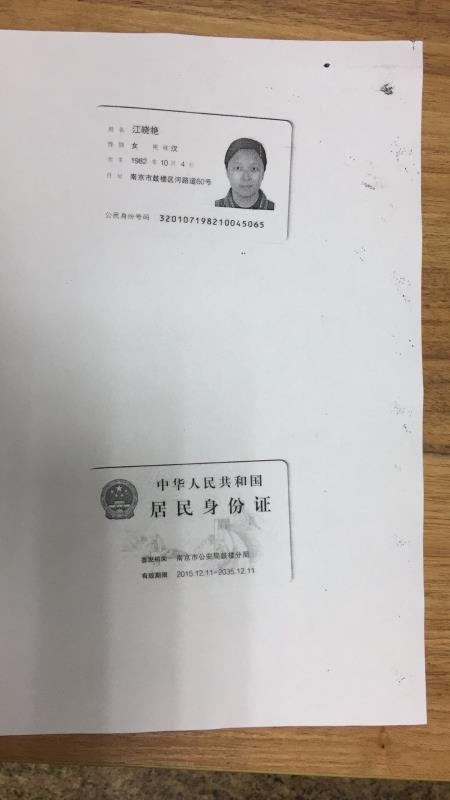 姓名 江晓艳
性别 女 民族 汉
出生 1982 年 10 月 4 日
住址 南京市鼓楼区河路道60号
公民身份号码 320107198210045065
中华人民共和国
居民身份证
签发机关 南京市公安局鼓楼分局
有效期限 2015.12.11-2035.12.11